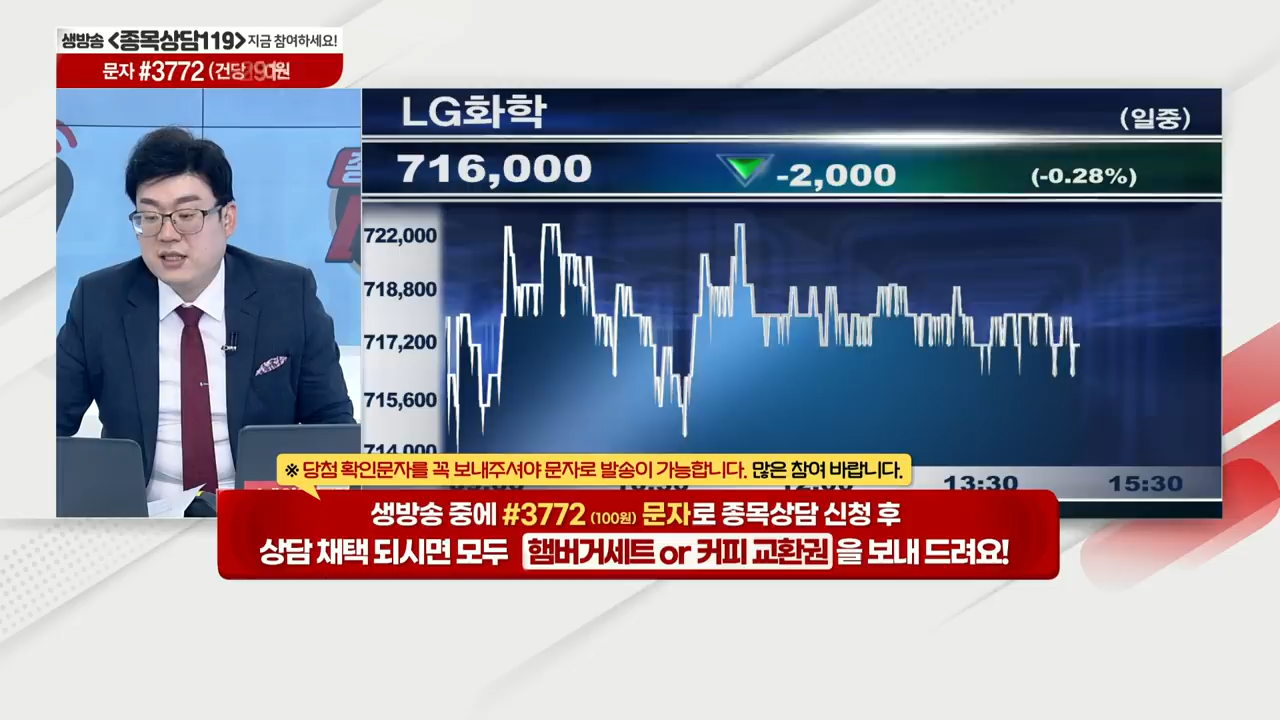 생방송 <종목상담119> 지금 참여하세요!
문자 #3772 (건당 원
LG화학
(일중)
716,000 ▼ -2,000 (-0.28%)
722,000
718,800
717,200
715,600
714,000
13:30 15:30
※ 당첨 확인문자를 꼭 보내주셔야 문자로 발송이 가능합니다. 많은 참여 바랍니다.
생방송 중에 #3772 (100원) 문자로 종목상담 신청 후
상담 채택 되시면 모두 햄버거세트 or 커피 교환권 을 보내 드려요!